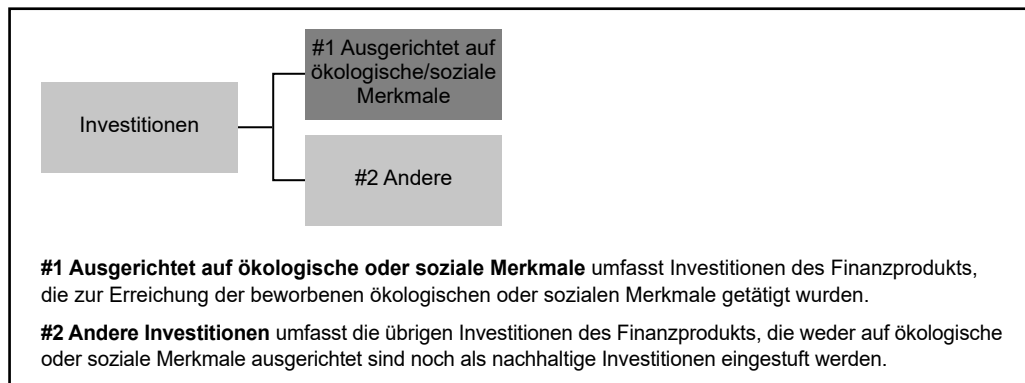 #1 Ausgerichtet auf
ökologische/soziale
Merkmale
Investitionen
#2 Andere
#1 Ausgerichtet auf ökologische oder soziale Merkmale umfasst Investitionen des Finanzprodukts,
die zur Erreichung der beworbenen ökologischen oder sozialen Merkmale getätigt wurden.
#2 Andere Investitionen umfasst die übrigen Investitionen des Finanzprodukts, die weder auf ökologische
oder soziale Merkmale ausgerichtet sind noch als nachhaltige Investitionen eingestuft werden.